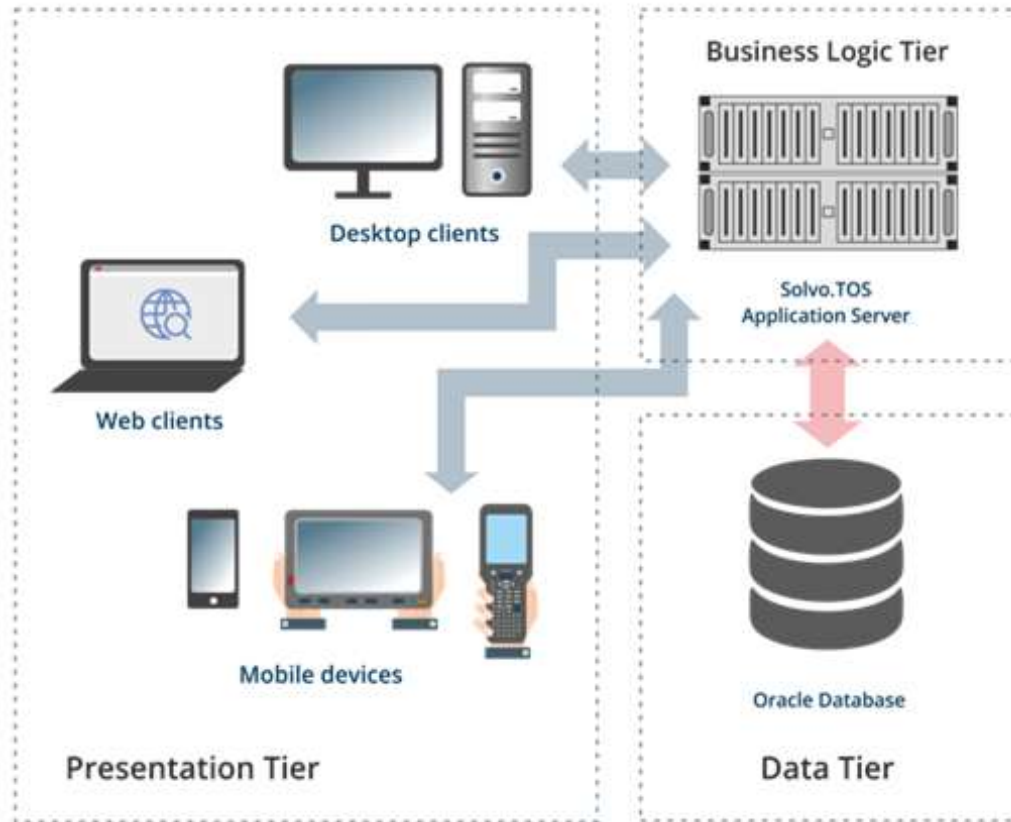 Business Logic Tier
Desktop clients
Solvo.TOS
Application Server
Web clients
Mobile devices
Oracle Database
Presentation Tier
Data Tier